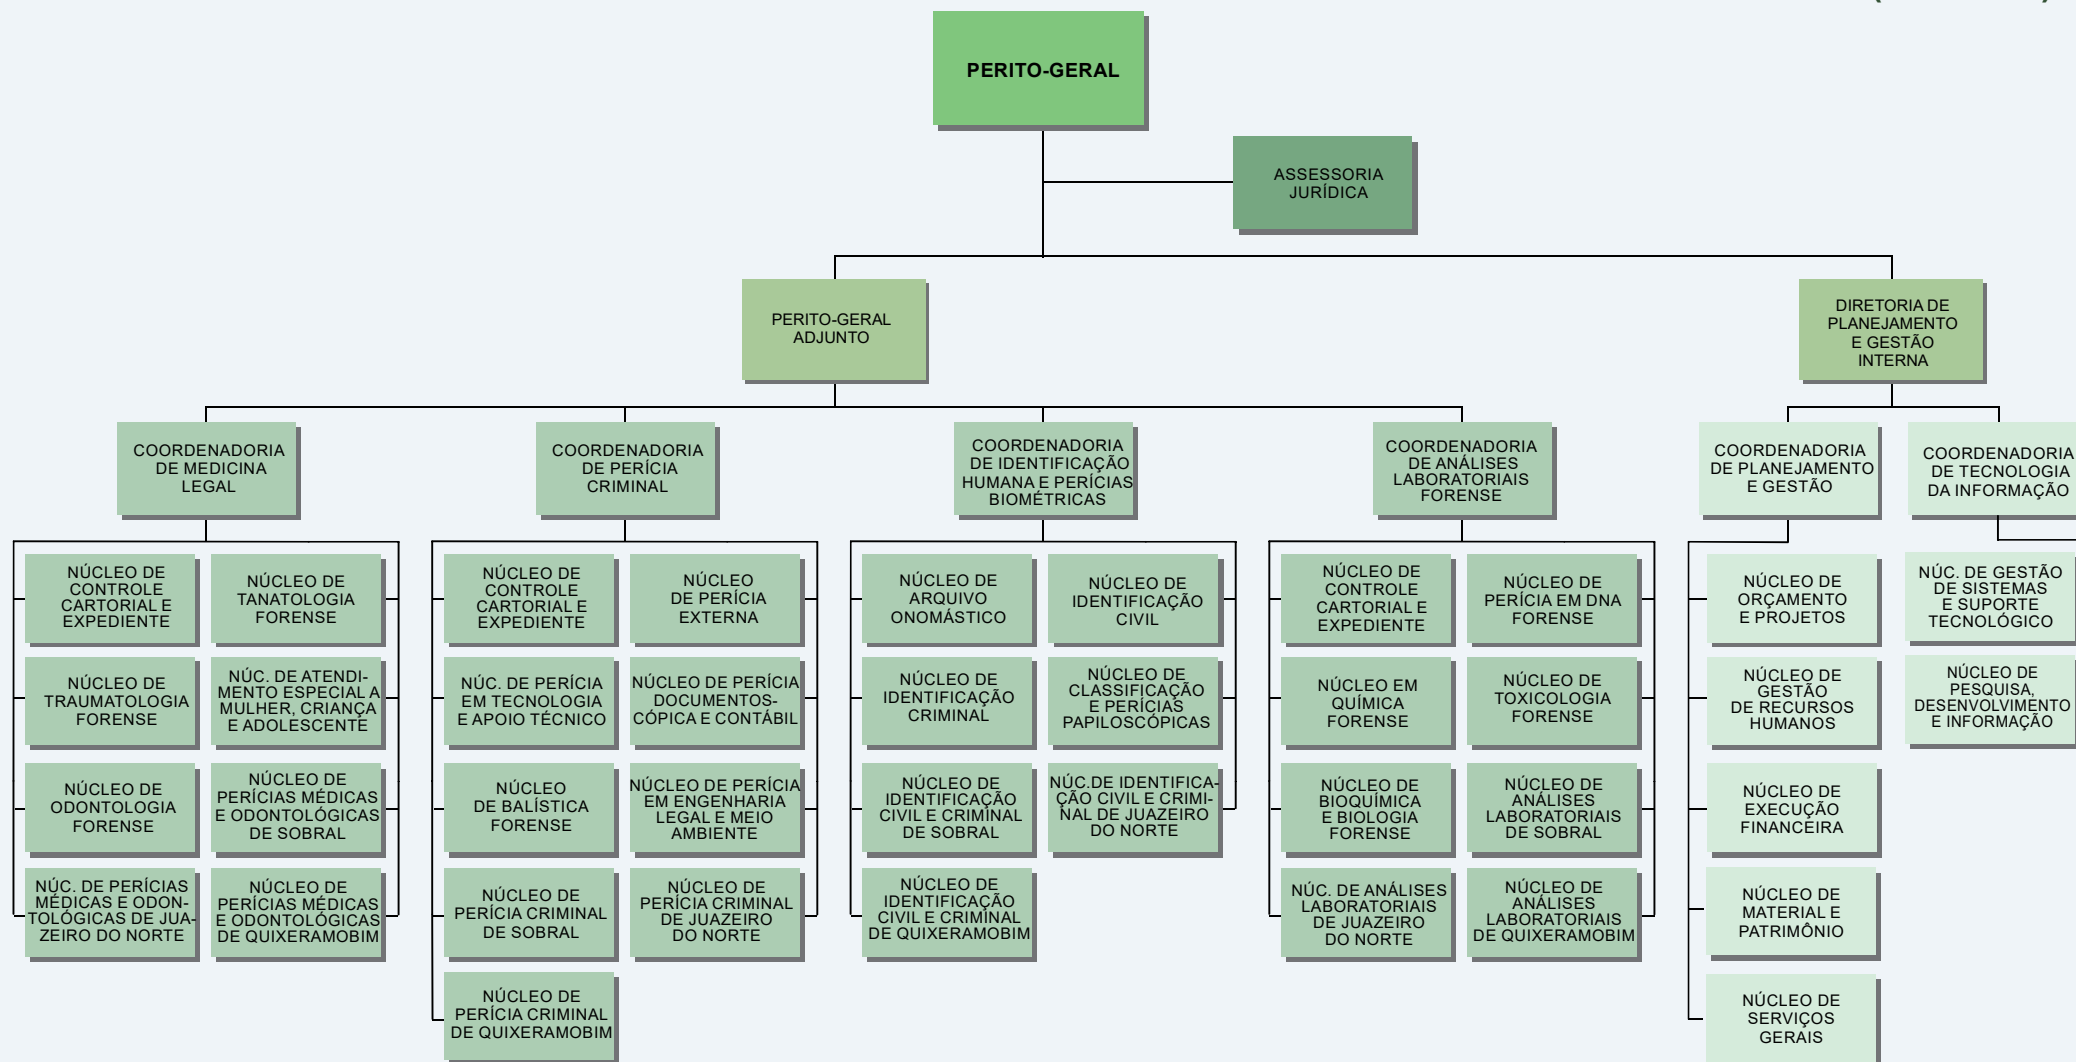 PERITO-GERAL
ASSESSORIA
JURÍDICA
PERITO-GERAL
ADJUNTO
DIRETORIA DE
PLANEJAMENTO
E GESTÃO
INTERNA
COORDENADORIA
DE MEDICINA
LEGAL
COORDENADORIA
DE PERÍCIA
CRIMINAL
COORDENADORIA
DE IDENTIFICAÇÃO
HUMANA E PERÍCIAS
BIOMÉTRICAS
COORDENADORIA
DE ANÁLISES
LABORATORIAIS
FORENSE
COORDENADORIA
DE PLANEJAMENTO
E GESTÃO
COORDENADORIA
DE TECNOLOGIA
DA INFORMAÇÃO
NÚCLEO DE
CONTROLE
CARTORIAL E
EXPEDIENTE
NÚCLEO DE
TANATOLOGIA
FORENSE
NÚCLEO DE
TRAUMATOLOGIA
FORENSE
NÚC. DE ATENDI-
MENTO ESPECIAL A
MULHER, CRIANÇA
E ADOLESCENTE
NÚCLEO DE
ODONTOLOGIA
FORENSE
NÚCLEO DE
PERÍCIAS MÉDICAS
E ODONTOLÓGICAS
DE SOBRAL
NÚC. DE PERÍCIAS
MÉDICAS E ODON-
TOLÓGICAS DE JUA-
ZEIRO DO NORTE
NÚCLEO DE
PERÍCIAS MÉDICAS
E ODONTOLÓGICAS
DE QUIXERAMOBIM
NÚCLEO DE
CONTROLE
CARTORIAL E
EXPEDIENTE
NÚCLEO
DE PERÍCIA
EXTERNA
NÚC. DE PERÍCIA
EM TECNOLOGIA
E APOIO TÉCNICO
NÚCLEO DE PERÍCIA
DOCUMENTOS-
CÓPICA E CONTÁBIL
NÚCLEO
DE BALÍSTICA
FORENSE
NÚCLEO DE PERÍCIA
EM ENGENHARIA
LEGAL E MEIO
AMBIENTE
NÚCLEO DE
PERÍCIA CRIMINAL
DE SOBRAL
NÚCLEO DE
PERÍCIA CRIMINAL
DE JUAZEIRO
DO NORTE
NÚCLEO DE
PERÍCIA CRIMINAL
DE QUIXERAMOBIM
NÚCLEO DE
ARQUIVO
ONOMÁSTICO
NÚCLEO DE
IDENTIFICAÇÃO
CIVIL
NÚCLEO DE
IDENTIFICAÇÃO
CRIMINAL
NÚCLEO DE
CLASSIFICAÇÃO
E PERÍCIAS
PAPILOSCÓPICAS
NÚCLEO DE
IDENTIFICAÇÃO
CIVIL E CRIMINAL
DE SOBRAL
NÚC.DE IDENTIFICA-
ÇÃO CIVIL E CRIMI-
NAL DE JUAZEIRO
DO NORTE
NÚCLEO DE
IDENTIFICAÇÃO
CIVIL E CRIMINAL
DE QUIXERAMOBIM
NÚCLEO DE
CONTROLE
CARTORIAL E
EXPEDIENTE
NÚCLEO DE
PERÍCIA EM DNA
FORENSE
NÚCLEO EM
QUÍMICA
FORENSE
NÚCLEO DE
TOXICOLOGIA
FORENSE
NÚCLEO DE
BIOQUÍMICA
E BIOLOGIA
FORENSE
NÚCLEO DE
ANÁLISES
LABORATORIAIS
DE SOBRAL
NÚC. DE ANÁLISES
LABORATORIAIS
DE JUAZEIRO
DO NORTE
NÚCLEO DE
ANÁLISES
LABORATORIAIS
DE QUIXERAMOBIM
NÚCLEO DE
ORÇAMENTO
E PROJETOS
NÚCLEO DE
GESTÃO
DE RECURSOS
HUMANOS
NÚCLEO DE
EXECUÇÃO
FINANCEIRA
NÚCLEO DE
MATERIAL E
PATRIMÔNIO
NÚCLEO DE
SERVIÇOS
GERAIS
NÚC. DE GESTÃO
DE SISTEMAS
E SUPORTE
TECNOLÓGICO
NÚCLEO DE
PESQUISA,
DESENVOLVIMENTO
E INFORMAÇÃO